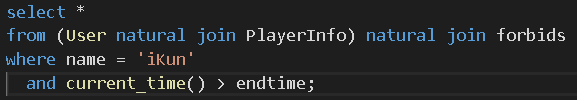 select *
from (User natural join PlayerInfo) natural join forbids
where name = 'iKun'
  and current_time() > endtime;